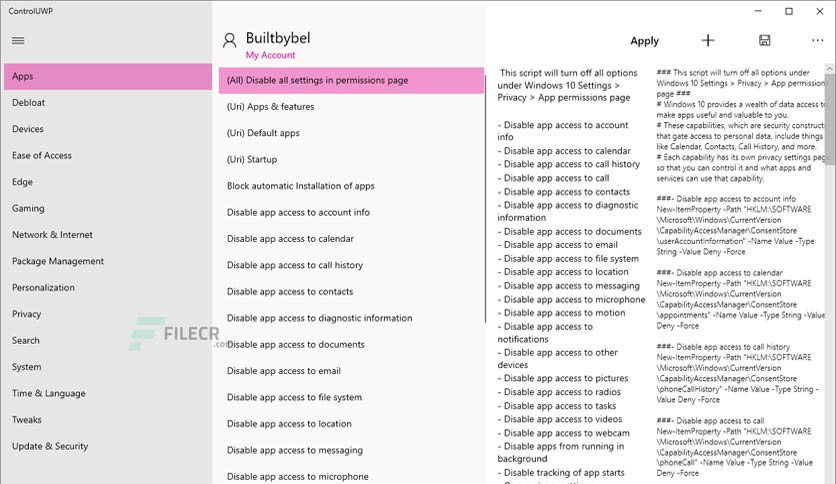 ControlUWP
Builtbybel
My Account
Apply
Apps
Debloat
Devices
Ease of Access
Edge
Gaming
Network & Internet
Package Management
Personalization
Privacy
Search
System
Time & Language
Tweaks
Update & Security
(All) Disable all settings in permissions page
(Uri) Apps & features
(Uri) Default apps
(Uri) Startup
Block automatic Installation of apps
Disable app access to account info
Disable app access to calendar
Disable app access to call history
Disable app access to contacts
Disable app access to diagnostic information
Disable app access to documents
Disable app access to email
Disable app access to file system
Disable app access to location
Disable app access to messaging
Disable app access to microphone
This script will turn off all options
under Windows 10 Settings >
Privacy > App permissions page
- Disable app access to account
info
- Disable app access to calendar
- Disable app access to call history
- Disable app access to call
- Disable app access to contacts
- Disable app access to diagnostic
information
- Disable app access to documents
- Disable app access to email
- Disable app access to file system
- Disable app access to location
- Disable app access to messaging
- Disable app access to microphone
- Disable app access to motion
- Disable app access to
notifications
- Disable app access to other
devices
- Disable app access to pictures
- Disable app access to radios
- Disable app access to tasks
- Disable app access to videos
- Disable app access to webcam
- Disable apps from running in
background
- Disable tracking of app starts
### This script will turn off all options under
Windows 10 Settings > Privacy > App permissions
page ###
# Windows 10 provides a wealth of data access to
make apps useful and valuable to you.
# These capabilities, which are security constructs
that gate access to personal data, include things
like Calendar, Contacts, Call History, and more.
# Each capability has its own privacy settings page
so that you can control it and what apps and
services can use that capability.
###- Disable app access to account info
New-ItemProperty -Path "HKLM:\SOFTWARE
\Microsoft\Windows\CurrentVersion
\CapabilityAccessManager\ConsentStore
\userAccountInformation" -Name Value -Type
String -Value Deny -Force
###- Disable app access to calendar
New-ItemProperty -Path "HKLM:\SOFTWARE
\Microsoft\Windows\CurrentVersion
\CapabilityAccessManager\ConsentStore
\appointments" -Name Value -Type String -Value
Deny -Force
###- Disable app access to call history
New-ItemProperty -Path "HKLM:\SOFTWARE
\Microsoft\Windows\CurrentVersion
\CapabilityAccessManager\ConsentStore
\phoneCallHistory" -Name Value -Type String -
Value Deny -Force
###- Disable app access to call
New-ItemProperty -Path "HKLM:\SOFTWARE
\Microsoft\Windows\CurrentVersion
\CapabilityAccessManager\ConsentStore
\phoneCall" -Name Value -Type String -Value
Deny -Force
FILECR
.com